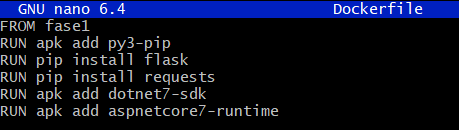 GNU nano 6.4 Dockerfile
FROM fase1
RUN apk add py3-pip
RUN pip install flask
RUN pip install requests
RUN apk add dotnet7-sdk
RUN apk add aspnetcore7-runtime